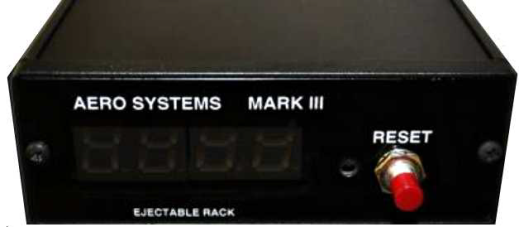 AERO SYSTEMS MARK III
RESET
EJECTABLE RACK